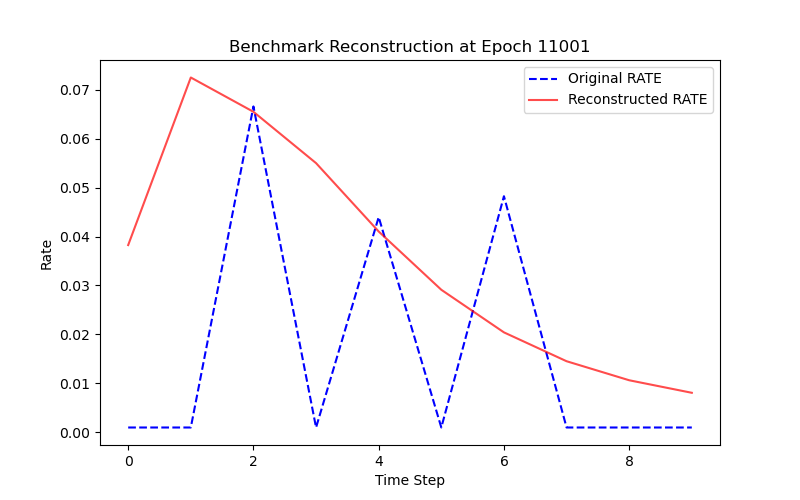 Benchmark Reconstruction at Epoch 11001
Original RATE
Reconstructed RATE
Rate
0.07
0.06
0.05
0.04
0.03
0.02
0.01
0.00
0 2 4 6 8
Time Step